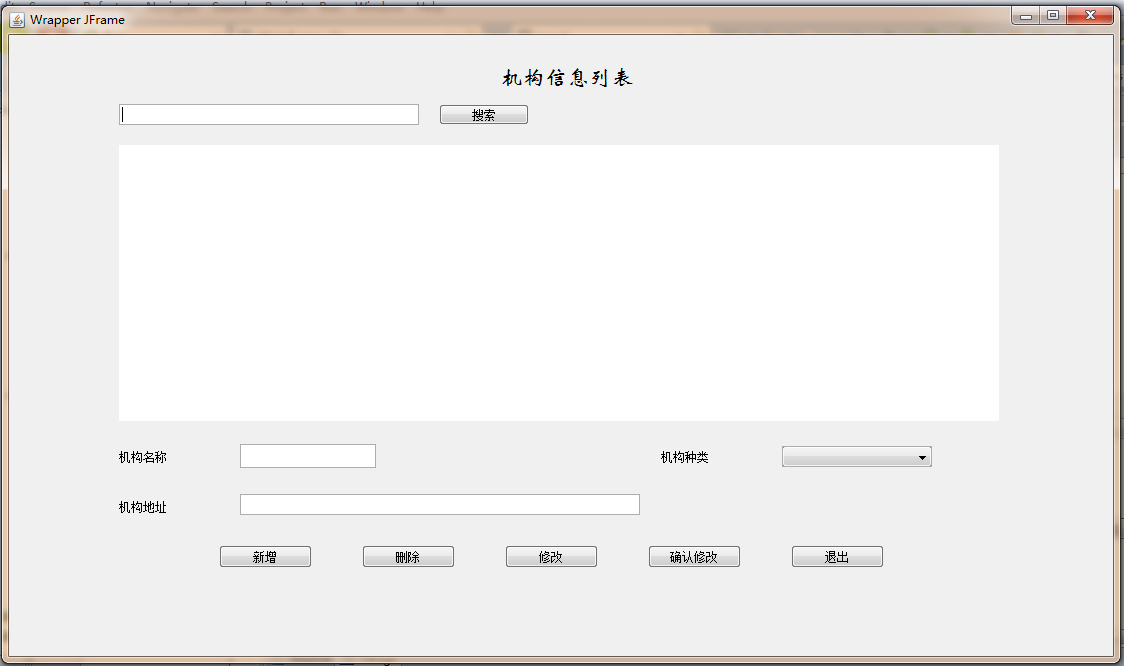 Wrapper JFrame
机构信息列表
搜索
机构名称
机构种类
机构地址
新增 删除 修改 确认修改 退出